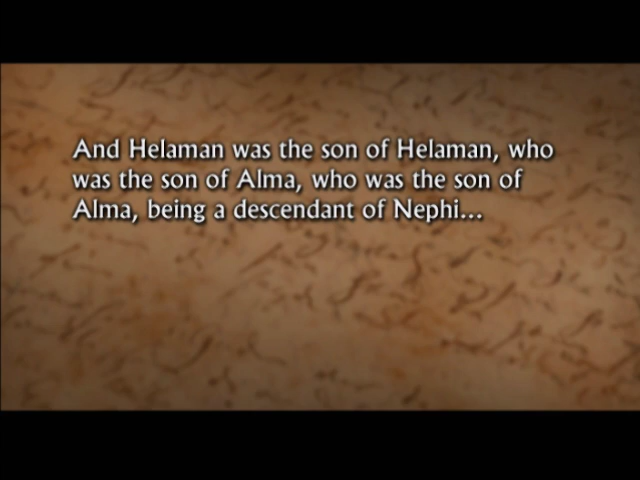 And Helaman was the son of Helaman, who
was the son of Alma, who was the son of
Alma, being a descendant of Nephi...